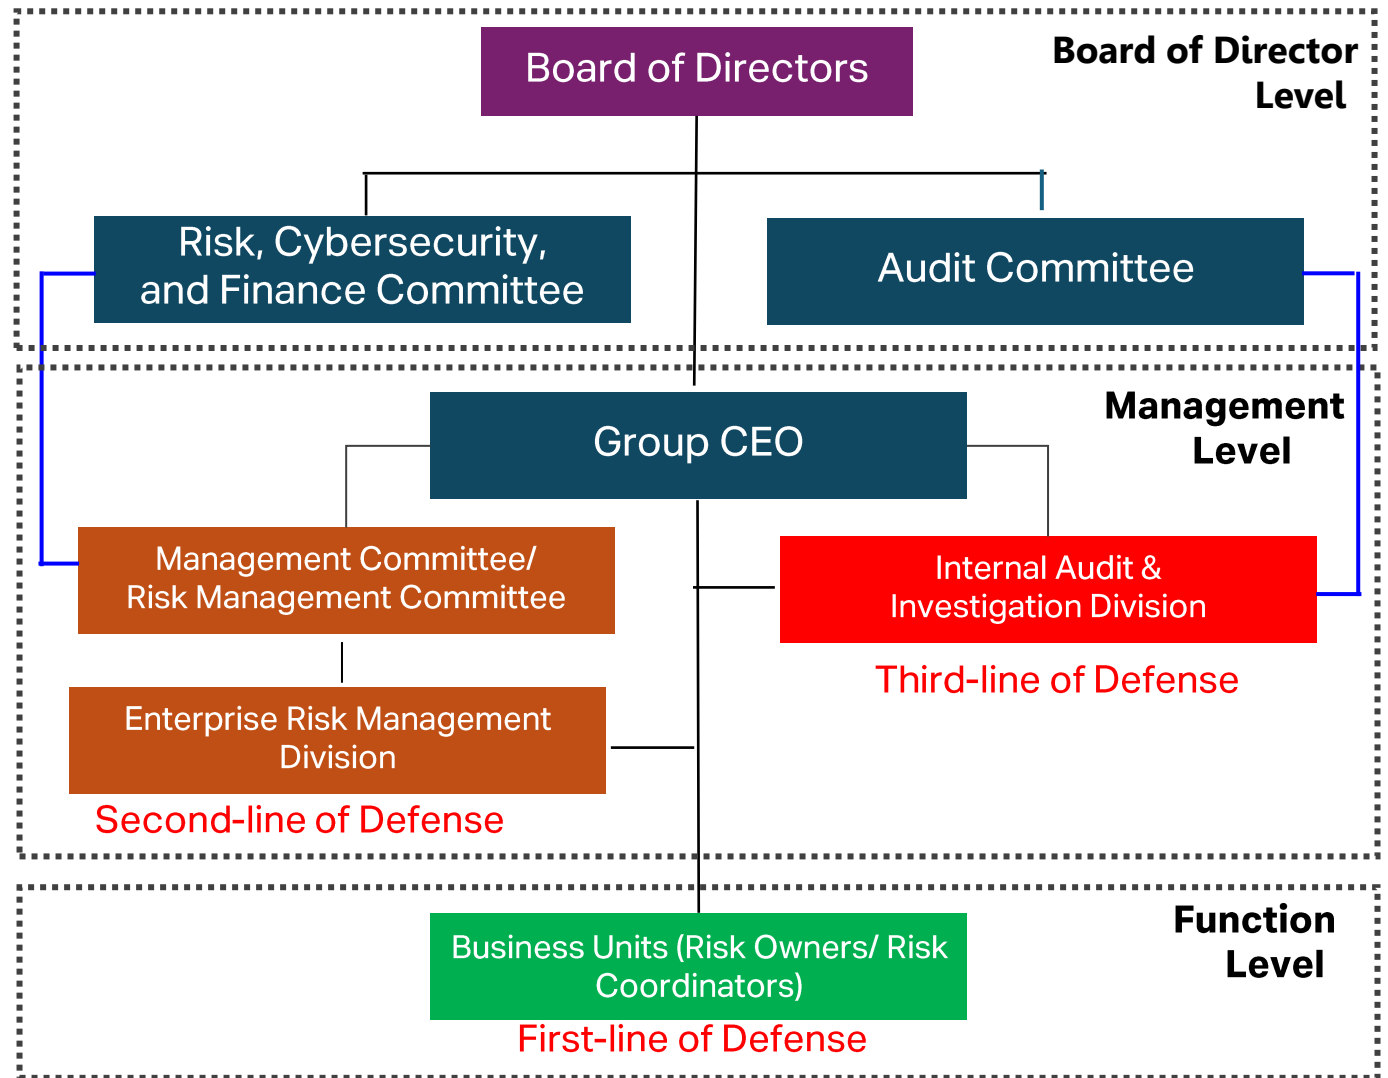 Board of Directors
Board of Director
Level
Risk, Cybersecurity,
and Finance Committee
Audit Committee
Management
Level
Group CEO
Management Committee/
Risk Management Committee
Internal Audit &
Investigation Division
Third-line of Defense
Enterprise Risk Management
Division
Second-line of Defense
Function
Level
Business Units (Risk Owners/ Risk
Coordinators)
First-line of Defense